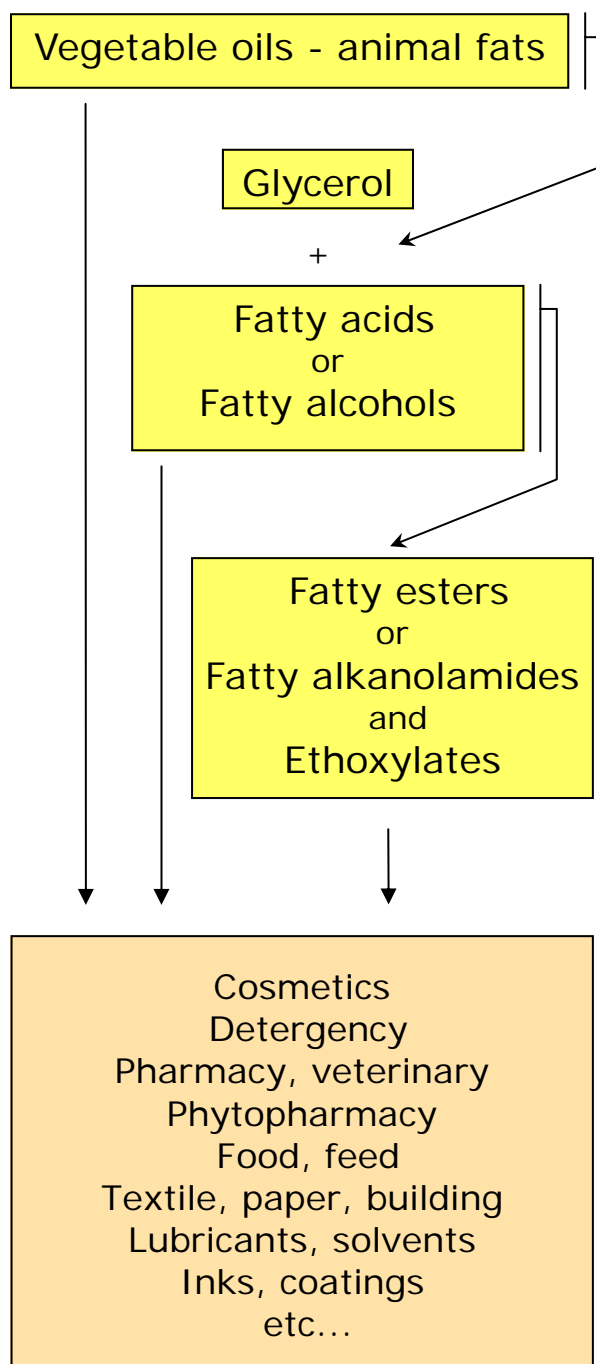 Vegetable oils - animal fats
Glycerol
+
Fatty acids
or
Fatty alcohols
Fatty esters
or
Fatty alkanolamides
and
Ethoxylates
Cosmetics
Detergency
Pharmacy, veterinary
Phytopharmacy
Food, feed
Textile, paper, building
Lubricants, solvents
Inks, coatings
etc...